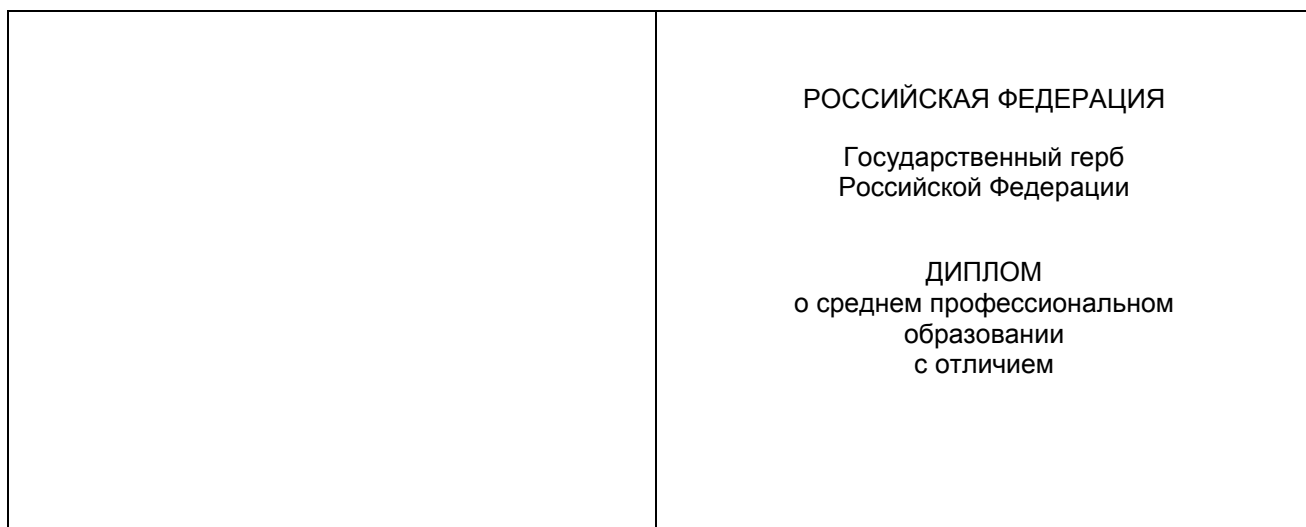 РОССИЙСКАЯ ФЕДЕРАЦИЯ
Государственный герб
Российской Федерации
ДИПЛОМ
о среднем профессиональном
образовании
с отличием